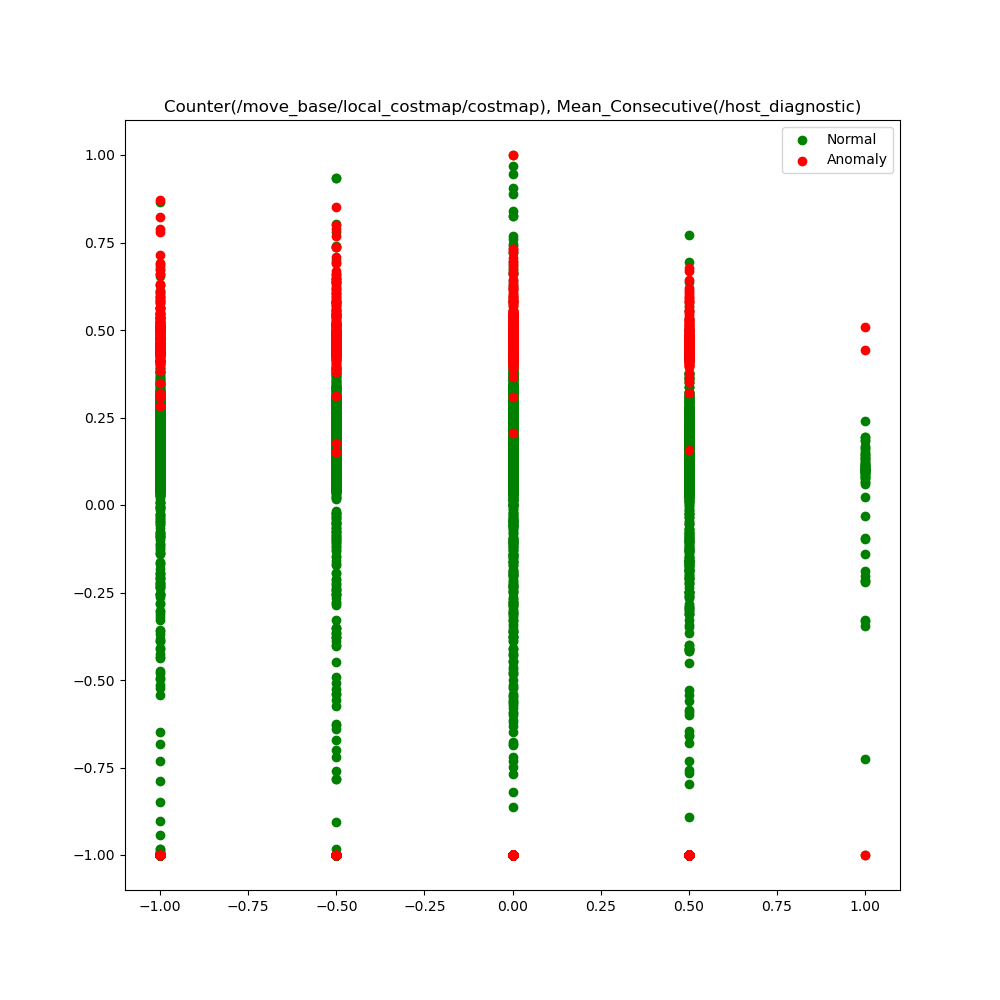 Counter(/move_base/local_costmap/costmap), Mean_Consecutive(/host_diagnostic)
Normal
Anomaly
1.00
0.75
0.50
0.25
0.00
−0.25
−0.50
−0.75
−1.00
−1.00 −0.75 −0.50 −0.25 0.00 0.25 0.50 0.75 1.00